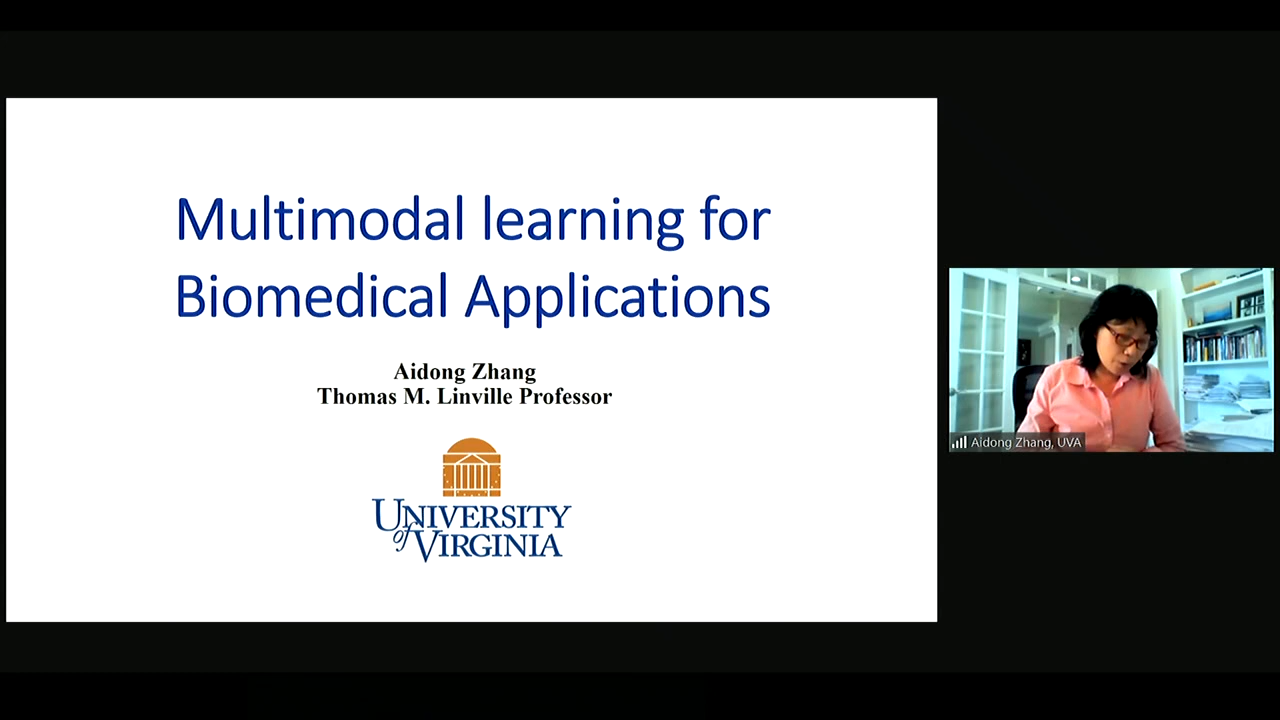 Multimodal learning for
Biomedical Applications
Aidong Zhang
Thomas M. Linville Professor
UNIVERSITY
of VIRGINIA
Aidong Zhang, UVA